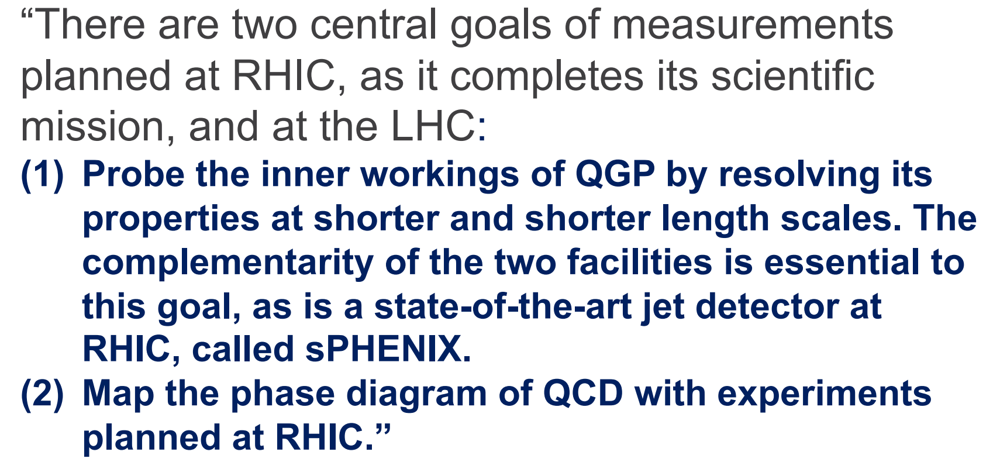 “There are two central goals of measurements
planned at RHIC, as it completes its scientific
mission, and at the LHC:
(1) Probe the inner workings of QGP by resolving its
properties at shorter and shorter length scales. The
complementarity of the two facilities is essential to
this goal, as is a state-of-the-art jet detector at
RHIC, called sPHENIX.
(2) Map the phase diagram of QCD with experiments
planned at RHIC.”